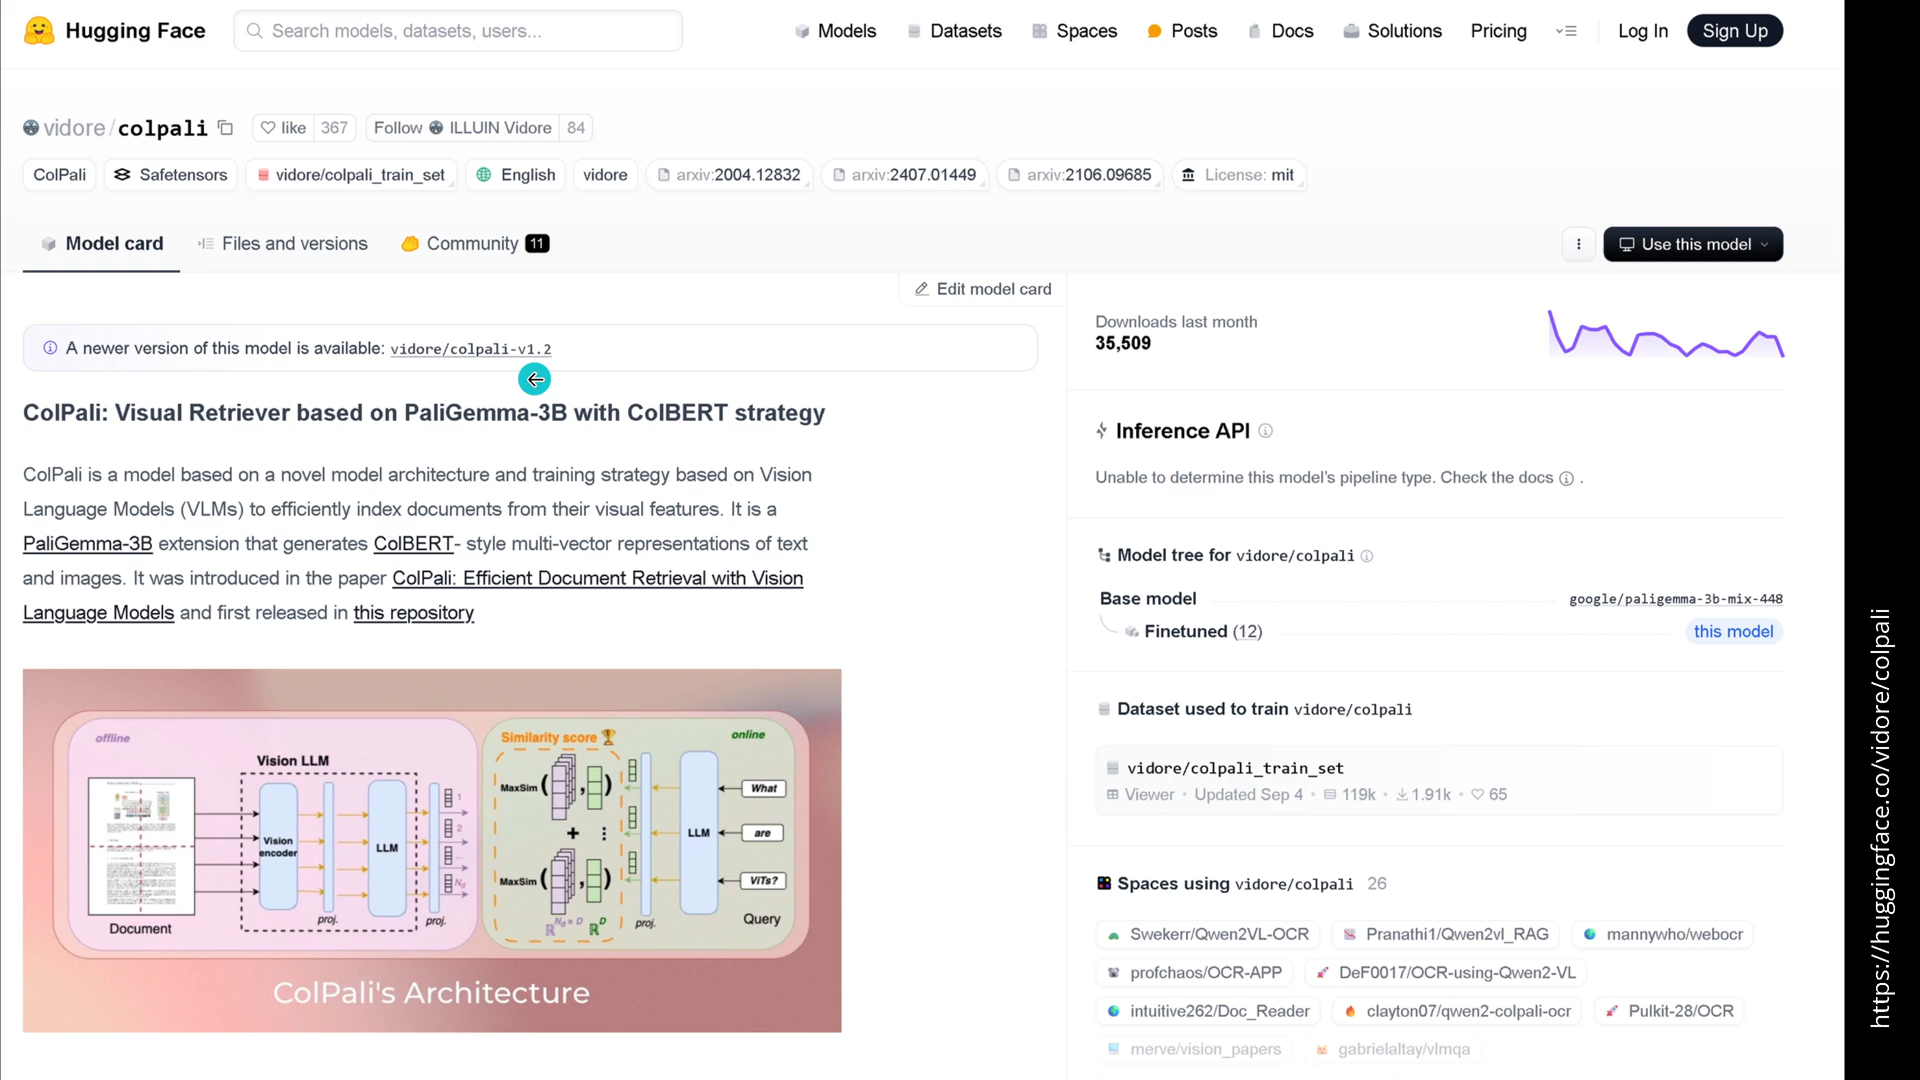 Hugging Face
Search models, datasets, users...
Models
Datasets
Spaces
Posts
Docs
Solutions
Pricing
Log In
Sign Up
vidore/colpali
like 367
Follow ILLUIN Vidore 84
ColPali
Safetensors
vidore/colpali_train_set
English
vidore
arxiv:2004.12832
arxiv:2407.01449
arxiv:2106.09685
License: mit
Model card
Files and versions
Community 11
Use this model
Edit model card
A newer version of this model is available: vidore/colpali-v1.2
ColPali: Visual Retriever based on PaliGemma-3B with ColBERT strategy
ColPali is a model based on a novel model architecture and training strategy based on Vision
Language Models (VLMs) to efficiently index documents from their visual features. It is a
PaliGemma-3B extension that generates ColBERT- style multi-vector representations of text
and images. It was introduced in the paper ColPali: Efficient Document Retrieval with Vision
Language Models and first released in this repository
offline
Vision LLM
Vision
encoder
LLM
proj.
proj.
1
2
...
Nd
Document
Similarity score
online
MaxSim ( , )
+
MaxSim ( , )
ℝ Nd x D
ℝ D
proj.
LLM
What
are
ViTs?
Query
ColPali's Architecture
Downloads last month
35,509
Inference API
Unable to determine this model's pipeline type. Check the docs .
Model tree for vidore/colpali
Base model
google/paligemma-3b-mix-448
Finetuned (12)
this model
Dataset used to train vidore/colpali
vidore/colpali_train_set
Viewer • Updated Sep 4 • 119k • 1.91k • 65
Spaces using vidore/colpali 26
Swekerr/Qwen2VL-OCR
Pranathi1/Qwen2vl_RAG
mannywho/webocr
profchaos/OCR-APP
DeF0017/OCR-using-Qwen2-VL
intuitive262/Doc_Reader
clayton07/qwen2-colpali-ocr
Pulkit-28/OCR
merve/vision_papers
gabrielaltay/vlmqa
https://huggingface.co/vidore/colpali